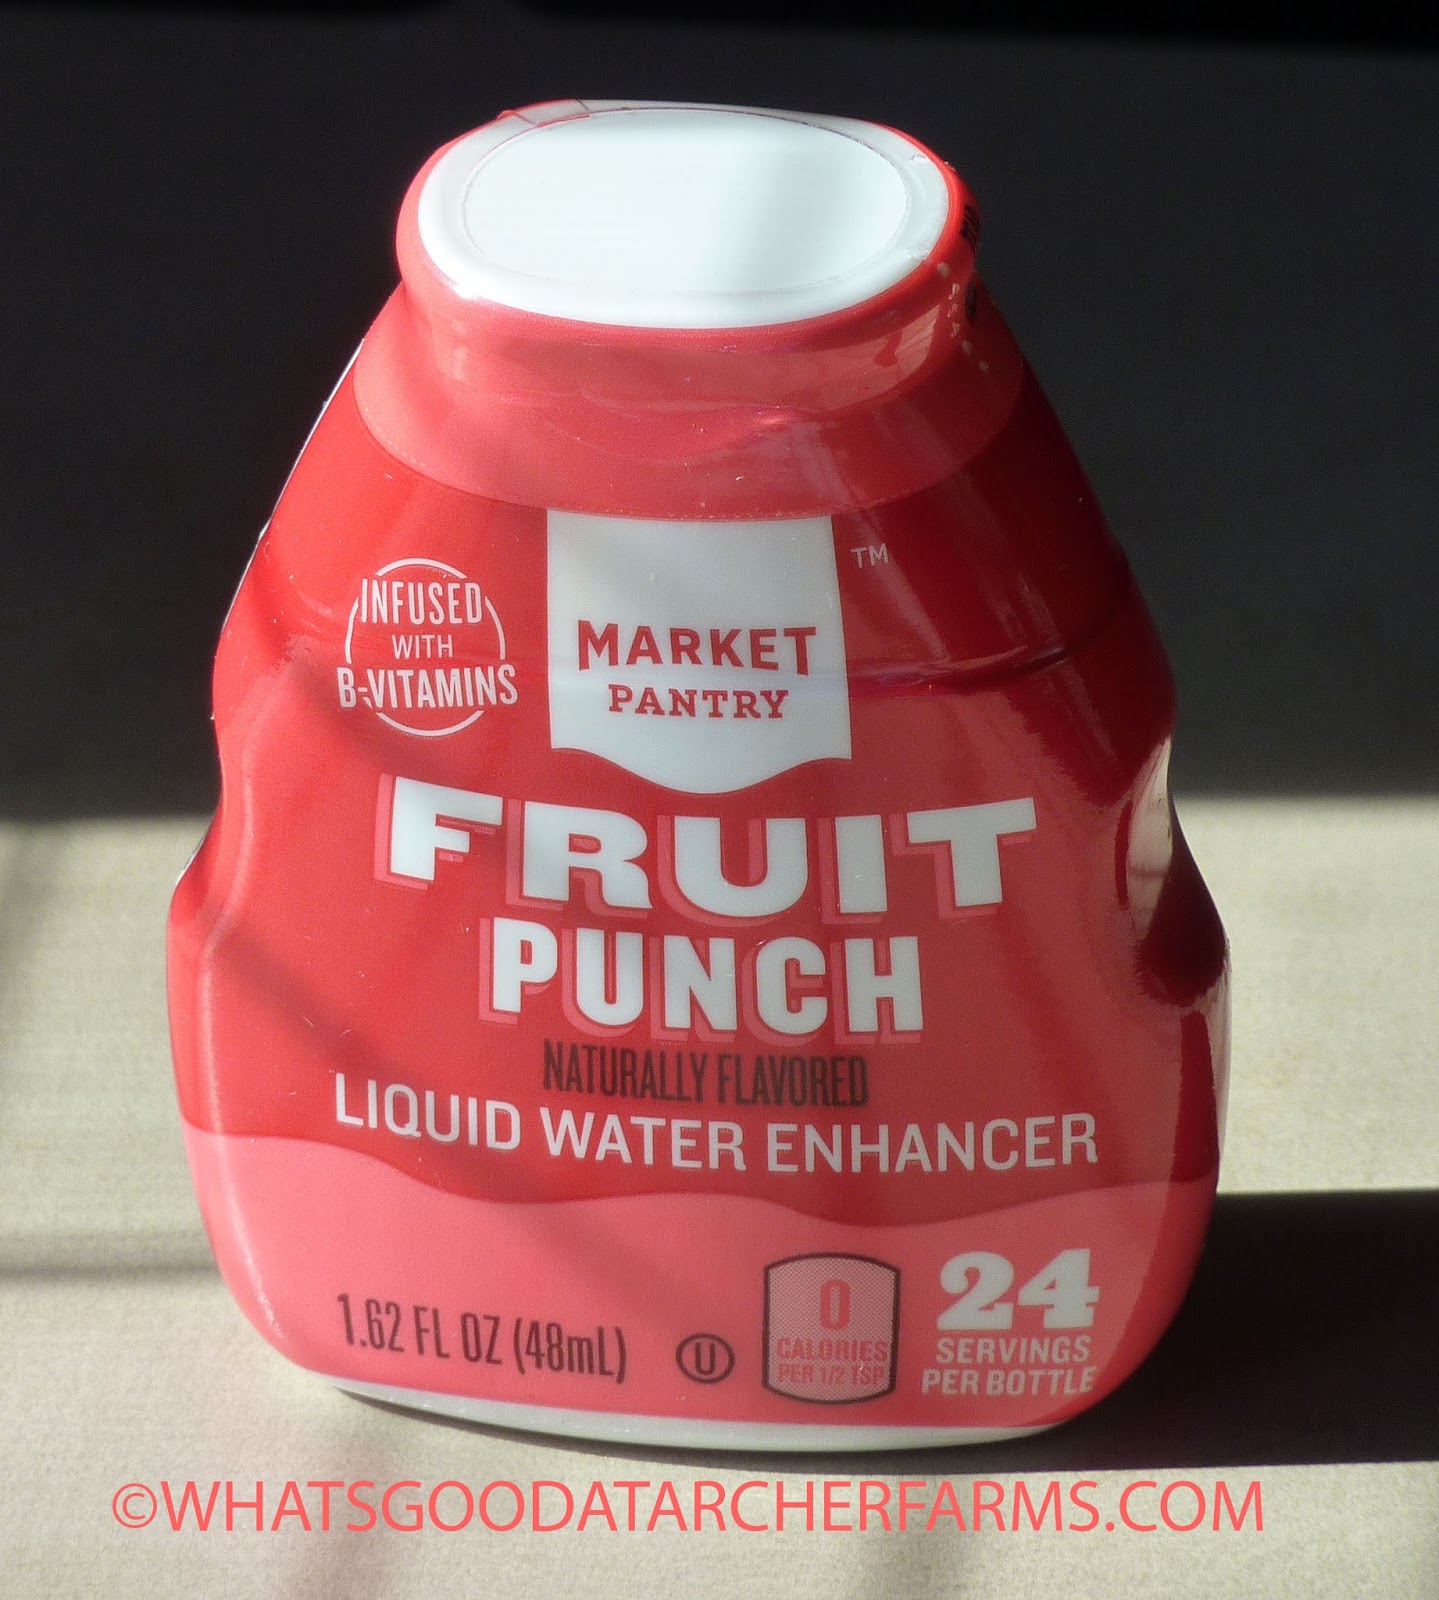 INFUSED
WITH
B-VITAMINS
MARKET
PANTRY
TM
FRUIT
PUNCH
NATURALLY FLAVORED
LIQUID WATER ENHANCER
1.62 FL OZ (48mL)
U
0
CALORIES
PER 1/2 TSP
24
SERVINGS
PER BOTTLE
©WHATSGOODATARCHERFARMS.COM